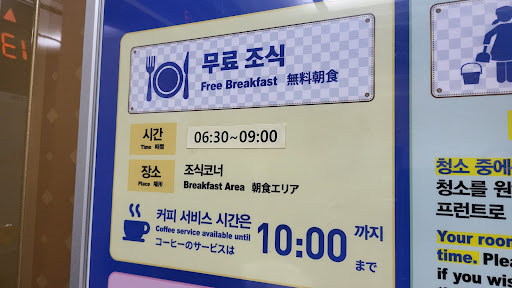 무료 조식
Free Breakfast 無料朝食
시간
Time 時間
06:30~09:00
장소
Place 場所
조식코너
Breakfast Area 朝食エリア
커피 서비스 시간은
Coffee service available until
コーヒーのサービスは
10:00
까지
まで
청소 중에
청소를 원
프런트로
Your room
time. Plea
if you wis